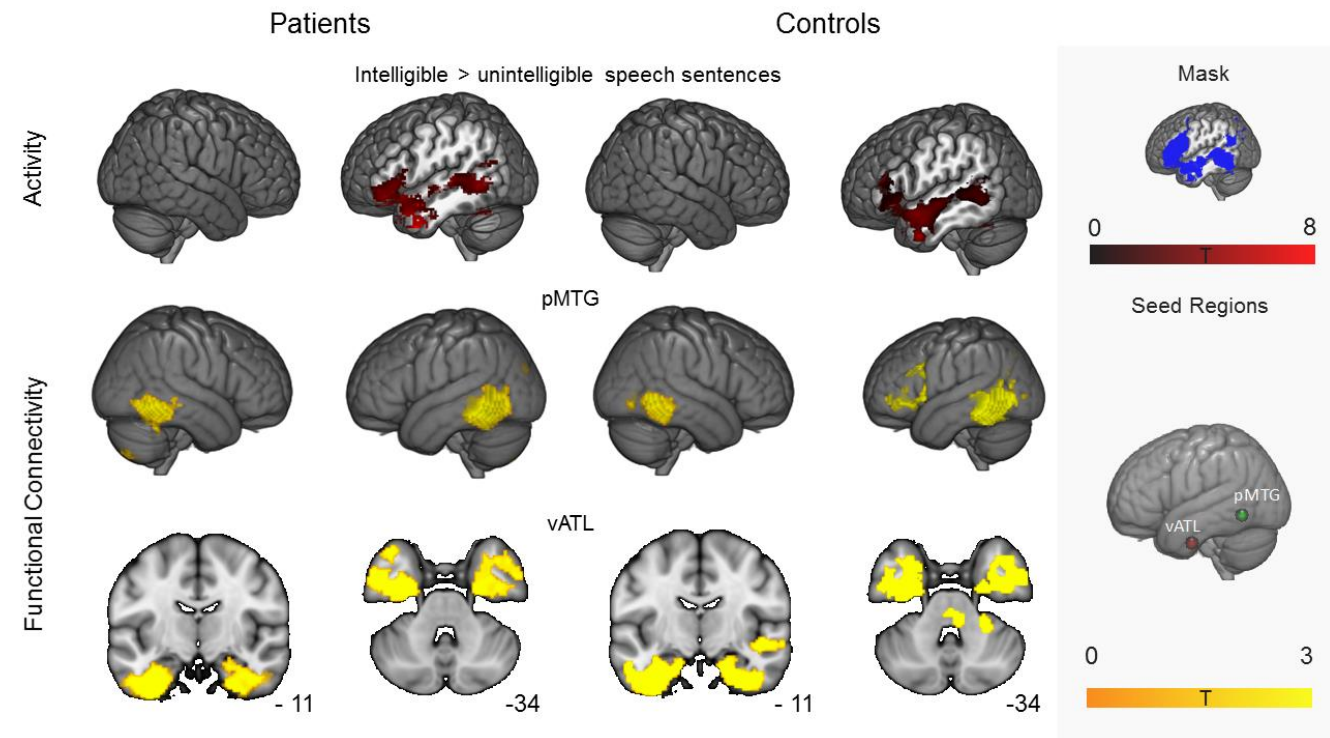 Patients
Controls
Intelligible > unintelligible speech sentences
Mask
Activity
0
8
T
pMTG
Seed Regions
Functional Connectivity
pMTG
vATL
vATL
0
3
T
- 11
-34
- 11
-34